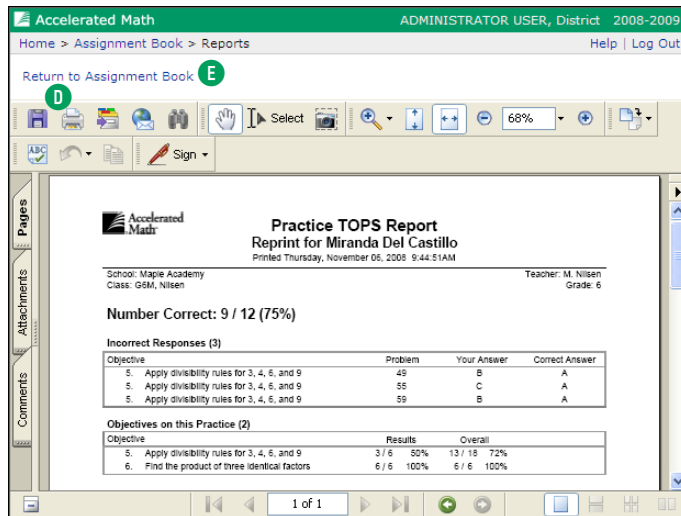 Accelerated Math ADMINISTRATOR USER, District 2008-2009
Home > Assignment Book > Reports Help | Log Out
Return to Assignment Book E
D
Select 68%
ABC Sign
Pages
Attachments
Comments
Accelerated Math
Practice TOPS Report
Reprint for Miranda Del Castillo
Printed Thursday, November 06, 2008 9:44:51AM
School: Maple Academy Teacher: M. Nilsen
Class: G6M, Nilsen Grade: 6
Number Correct: 9 / 12 (75%)
Incorrect Responses (3)
Objective Problem Your Answer Correct Answer
5. Apply divisibility rules for 3, 4, 6, and 9 49 B A
5. Apply divisibility rules for 3, 4, 6, and 9 55 C A
5. Apply divisibility rules for 3, 4, 6, and 9 59 B A
Objectives on this Practice (2)
Objective Results Overall
5. Apply divisibility rules for 3, 4, 6, and 9 3 / 6 50% 13 / 18 72%
6. Find the product of three identical factors 6 / 6 100% 6 / 6 100%
1 of 1